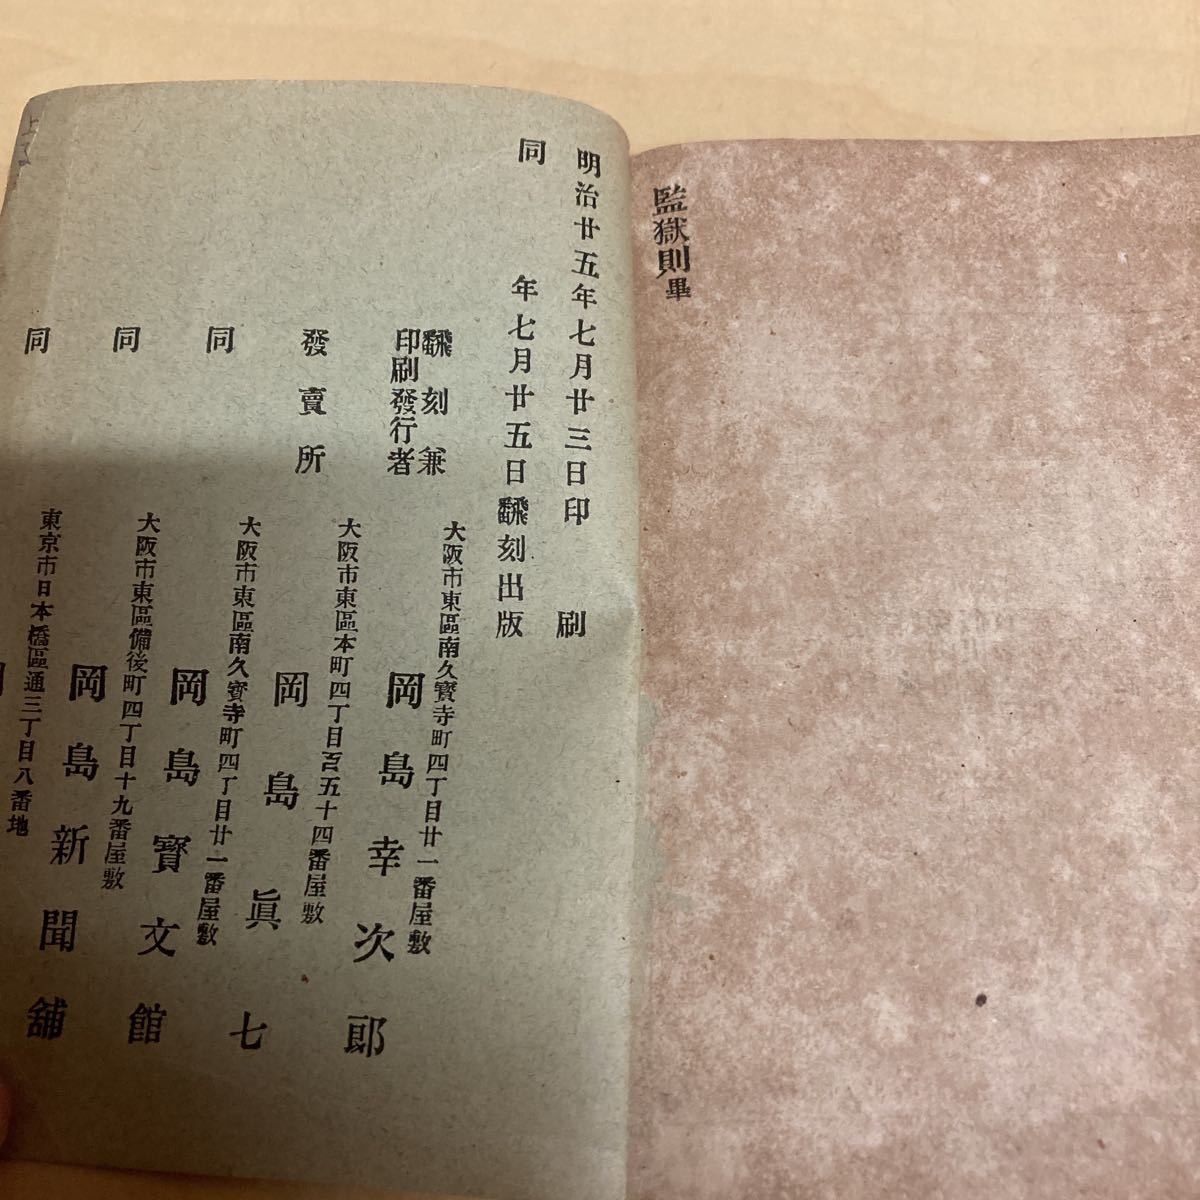 監獄則畢
明治廿五年七月廿三日印刷
同年七月廿五日飜刻出版
飜刻兼
印刷發行者
大阪市東區南久寳寺町四丁目廿一番屋敷
岡島幸次郎
發賣所
大阪市東區本町四丁目百五十四番屋敷
岡島眞七
同
大阪市東區南久寳寺町四丁目廿一番屋敷
岡島寳文館
同
大阪市東區備後町四丁目十九番屋敷
岡島新聞舖
同
東京市日本橋區通三丁目八番地